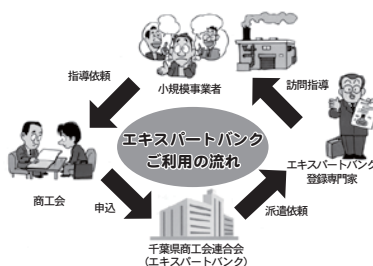 指導依頼
小規模事業者
訪問指導
エキスパートバンク
ご利用の流れ
エキスパートバンク
登録専門家
商工会
申込
派遣依頼
千葉県商工会連合会
（エキスパートバンク）